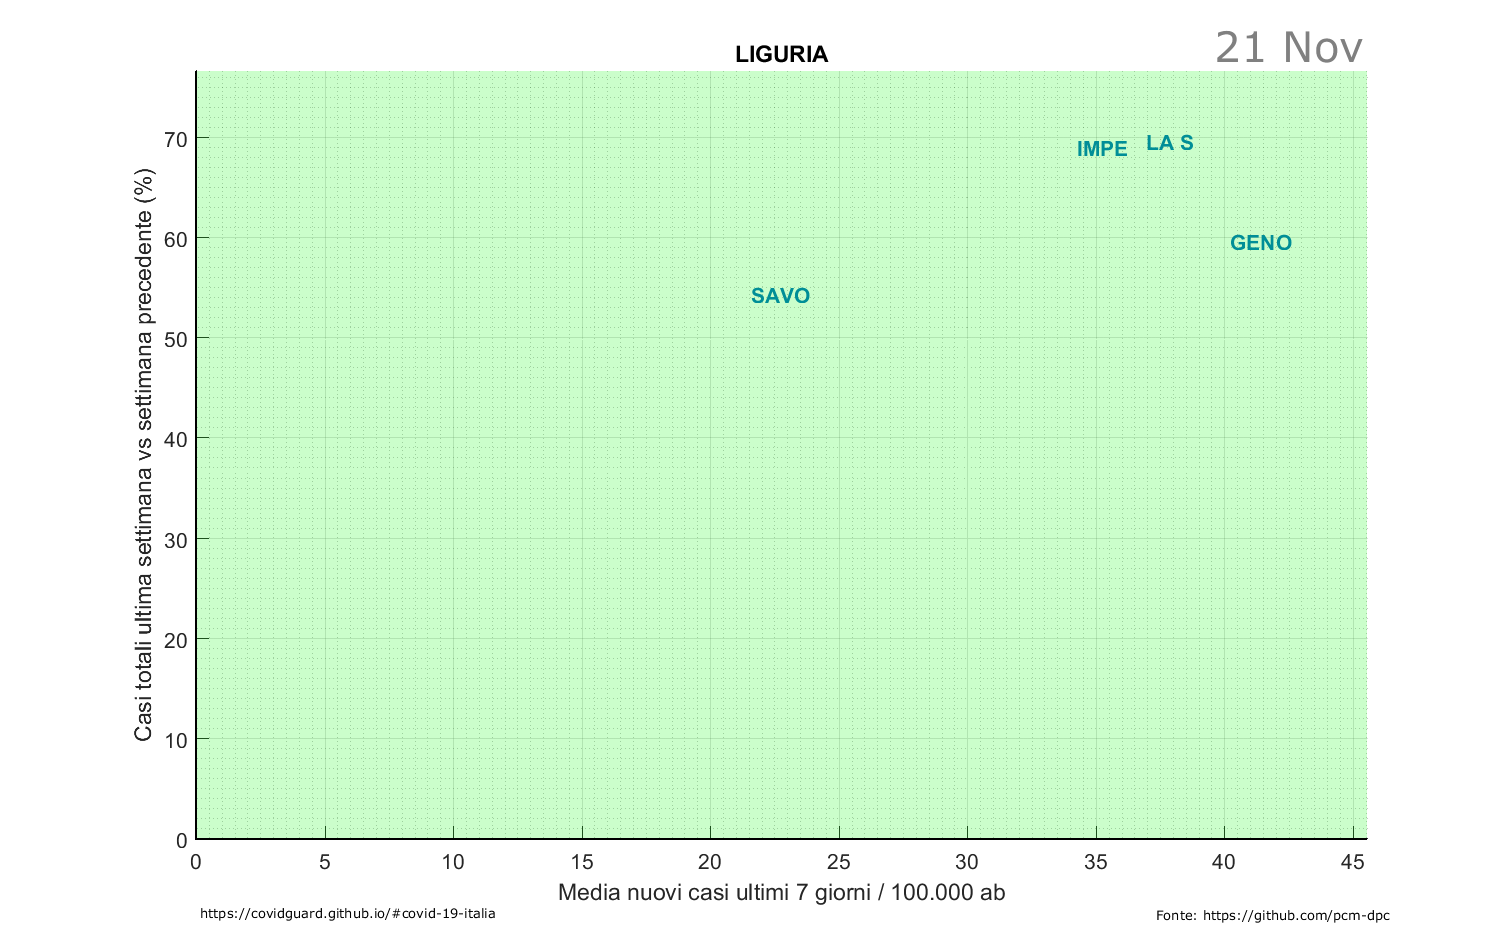 21 Nov
LIGURIA
70
60
50
40
30
20
10
0
Casi totali ultima settimana vs settimana precedente (%)
IMPE
LA S
GENO
SAVO
0 5 10 15 20 25 30 35 40 45
Media nuovi casi ultimi 7 giorni / 100.000 ab
https://covidguard.github.io/#covid-19-italia
Fonte: https://github.com/pcm-dpc